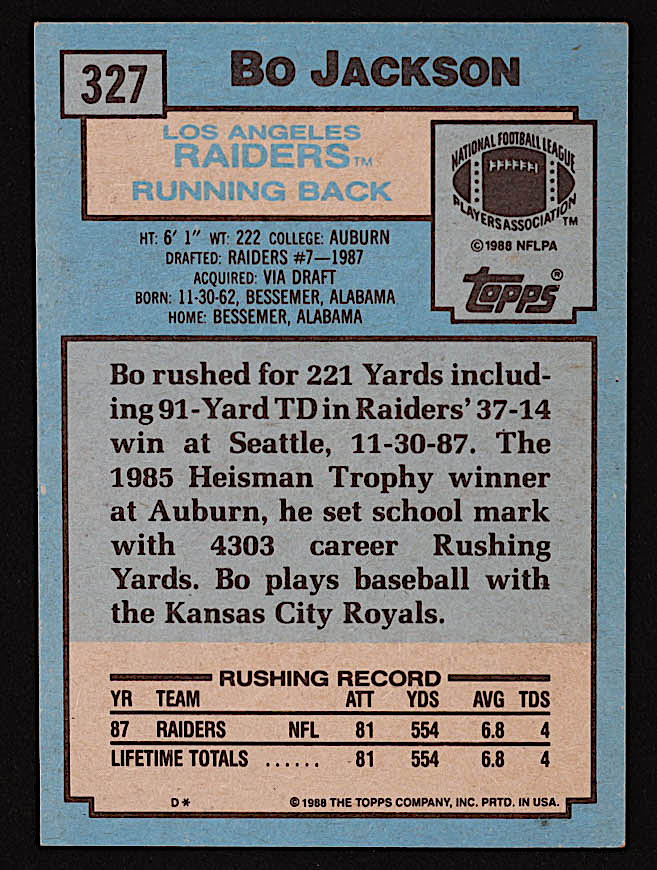 327
BO JACKSON
LOS ANGELES
RAIDERS TM
RUNNING BACK
NATIONAL FOOTBALL LEAGUE
PLAYERS ASSOCIATION TM
© 1988 NFLPA
topps®
HT: 6' 1" WT: 222 COLLEGE: AUBURN
DRAFTED: RAIDERS #7—1987
ACQUIRED: VIA DRAFT
BORN: 11-30-62, BESSEMER, ALABAMA
HOME: BESSEMER, ALABAMA
Bo rushed for 221 Yards includ-
ing 91-Yard TD in Raiders' 37-14
win at Seattle, 11-30-87. The
1985 Heisman Trophy winner
at Auburn, he set school mark
with 4303 career Rushing
Yards. Bo plays baseball with
the Kansas City Royals.
RUSHING RECORD
YR TEAM ATT YDS AVG TDS
87 RAIDERS NFL 81 554 6.8 4
LIFETIME TOTALS ...... 81 554 6.8 4
D* © 1988 THE TOPPS COMPANY, INC. PRTD. IN USA.